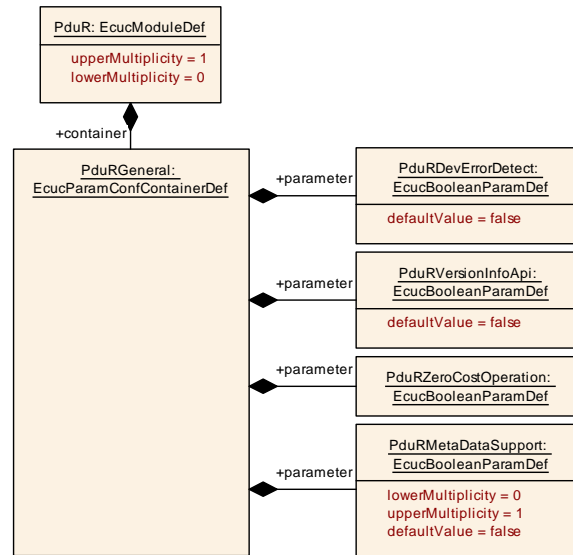 PduR: EcucModuleDef
upperMultiplicity = 1
lowerMultiplicity = 0
+container
PduRGeneral:
EcucParamConfContainerDef
+parameter
PduRDevErrorDetect:
EcucBooleanParamDef
defaultValue = false
+parameter
PduRVersionInfoApi:
EcucBooleanParamDef
defaultValue = false
+parameter
PduRZeroCostOperation:
EcucBooleanParamDef
+parameter
PduRMetaDataSupport:
EcucBooleanParamDef
lowerMultiplicity = 0
upperMultiplicity = 1
defaultValue = false